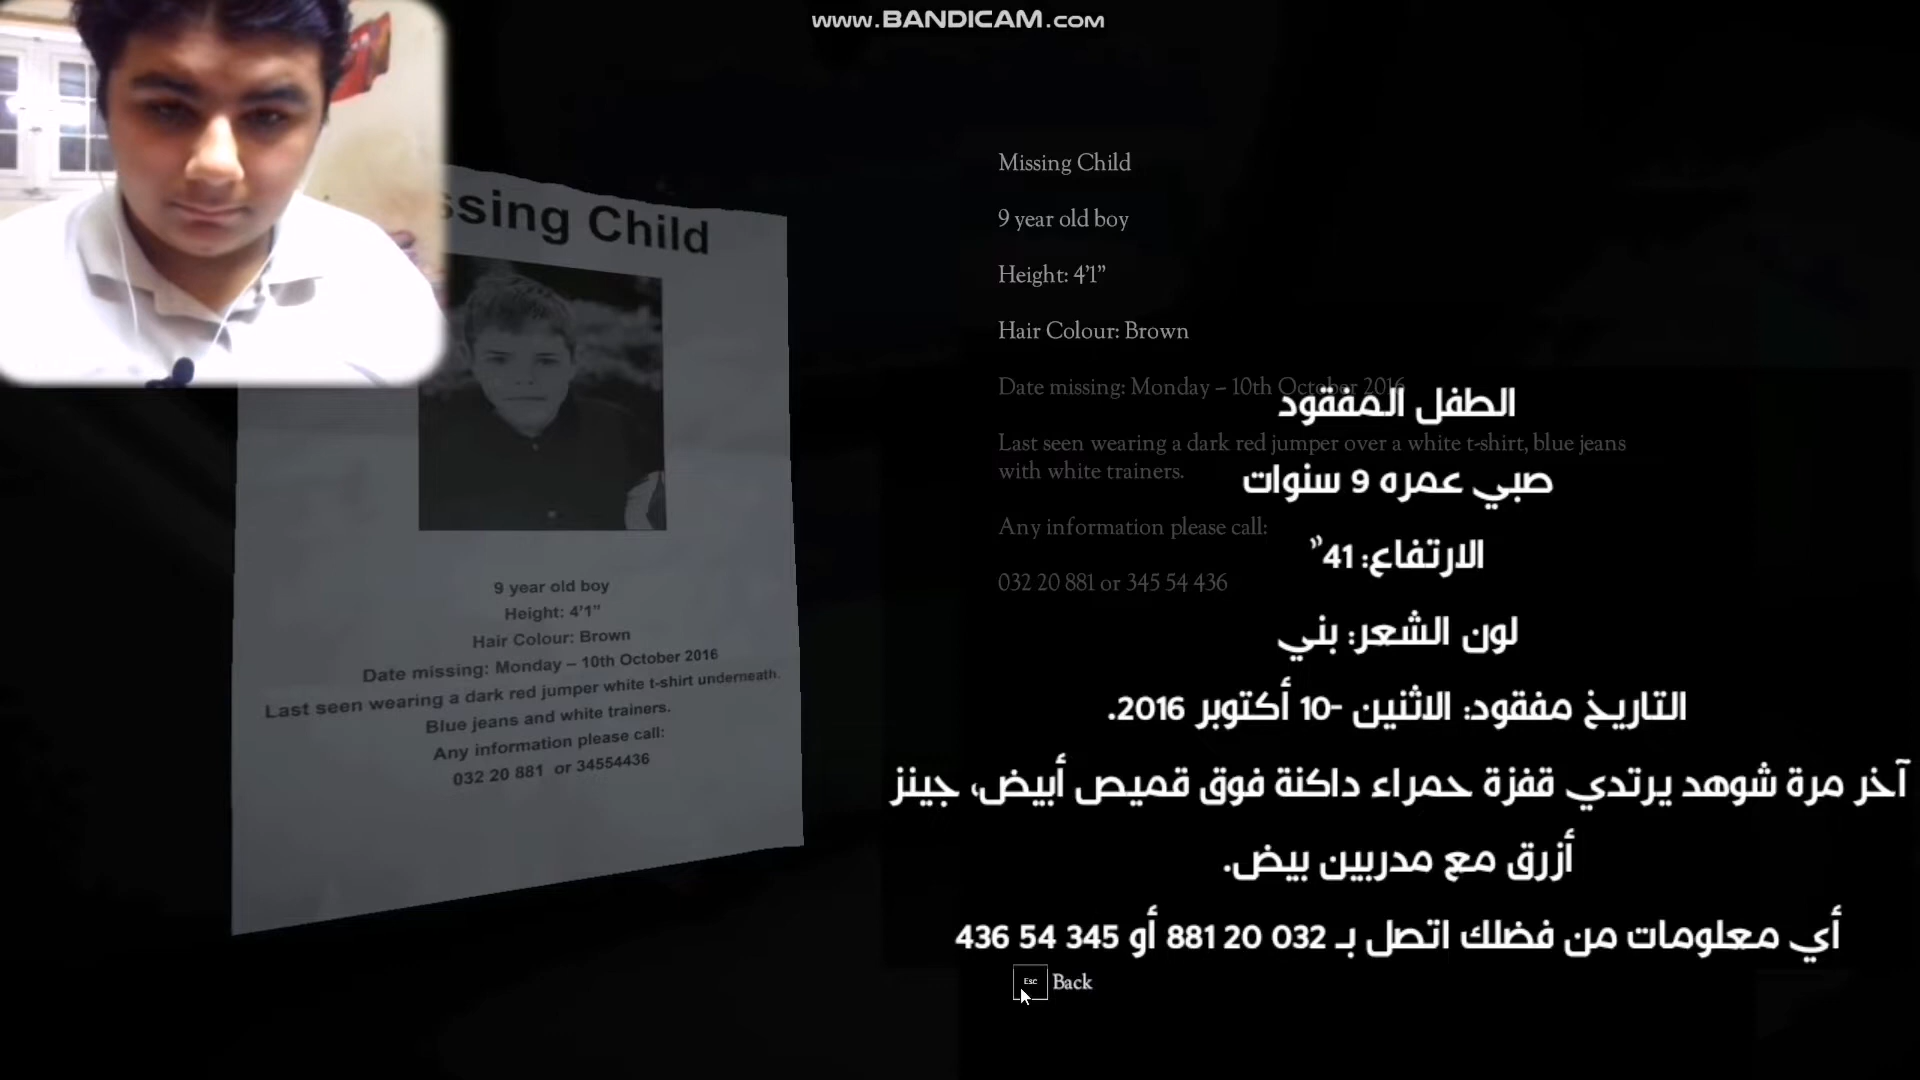 www.BANDICAM.com
ssing Child
9 year old boy
Height: 4'1"
Hair Colour: Brown
Date missing: Monday – 10th October 2016
Last seen wearing a dark red jumper white t-shirt underneath.
Blue jeans and white trainers.
Any information please call:
032 20 881 or 34554436
Missing Child
9 year old boy
Height: 4'1”
Hair Colour: Brown
Date missing: Monday – 10th October 2016
Last seen wearing a dark red jumper over a white t-shirt, blue jeans
with white trainers.
Any information please call:
032 20 881 or 345 54 436
الطفل المفقود
صبي عمره 9 سنوات
الارتفاع: 41”
لون الشعر: بني
التاريخ مفقود: الاثنين -10 أكتوبر 2016.
آخر مرة شوهد يرتدي قفزة حمراء داكنة فوق قميص أبيض، جينز
أزرق مع مدربين بيض.
أي معلومات من فضلك اتصل بـ 032 20 881 أو 345 54 436
Esc Back